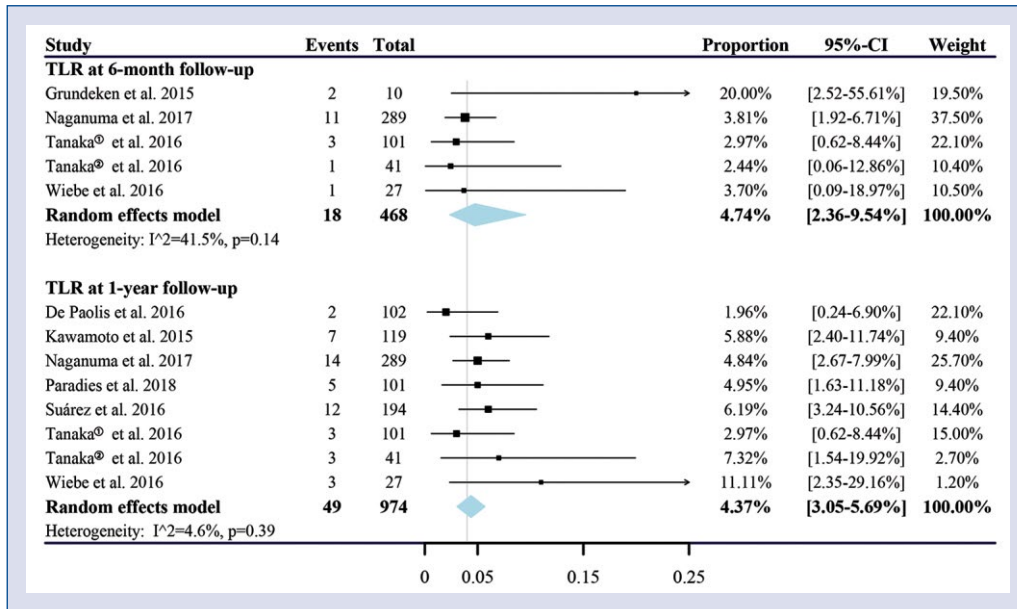 Study Events Total Proportion 95%-CI Weight
TLR at 6-month follow-up
Grundeken et al. 2015 2 10 20.00% [2.52-55.61%] 19.50%
Naganuma et al. 2017 11 289 3.81% [1.92-6.71%] 37.50%
Tanaka① et al. 2016 3 101 2.97% [0.62-8.44%] 22.10%
Tanaka② et al. 2016 1 41 2.44% [0.06-12.86%] 10.40%
Wiebe et al. 2016 1 27 3.70% [0.09-18.97%] 10.50%
Random effects model 18 468 4.74% [2.36-9.54%] 100.00%
Heterogeneity: I^2=41.5%, p=0.14
TLR at 1-year follow-up
De Paolis et al. 2016 2 102 1.96% [0.24-6.90%] 22.10%
Kawamoto et al. 2015 7 119 5.88% [2.40-11.74%] 9.40%
Naganuma et al. 2017 14 289 4.84% [2.67-7.99%] 25.70%
Paradies et al. 2018 5 101 4.95% [1.63-11.18%] 9.40%
Suárez et al. 2016 12 194 6.19% [3.24-10.56%] 14.40%
Tanaka① et al. 2016 3 101 2.97% [0.62-8.44%] 15.00%
Tanaka② et al. 2016 3 41 7.32% [1.54-19.92%] 2.70%
Wiebe et al. 2016 3 27 11.11% [2.35-29.16%] 1.20%
Random effects model 49 974 4.37% [3.05-5.69%] 100.00%
Heterogeneity: I^2=4.6%, p=0.39
0 0.05 0.15 0.25